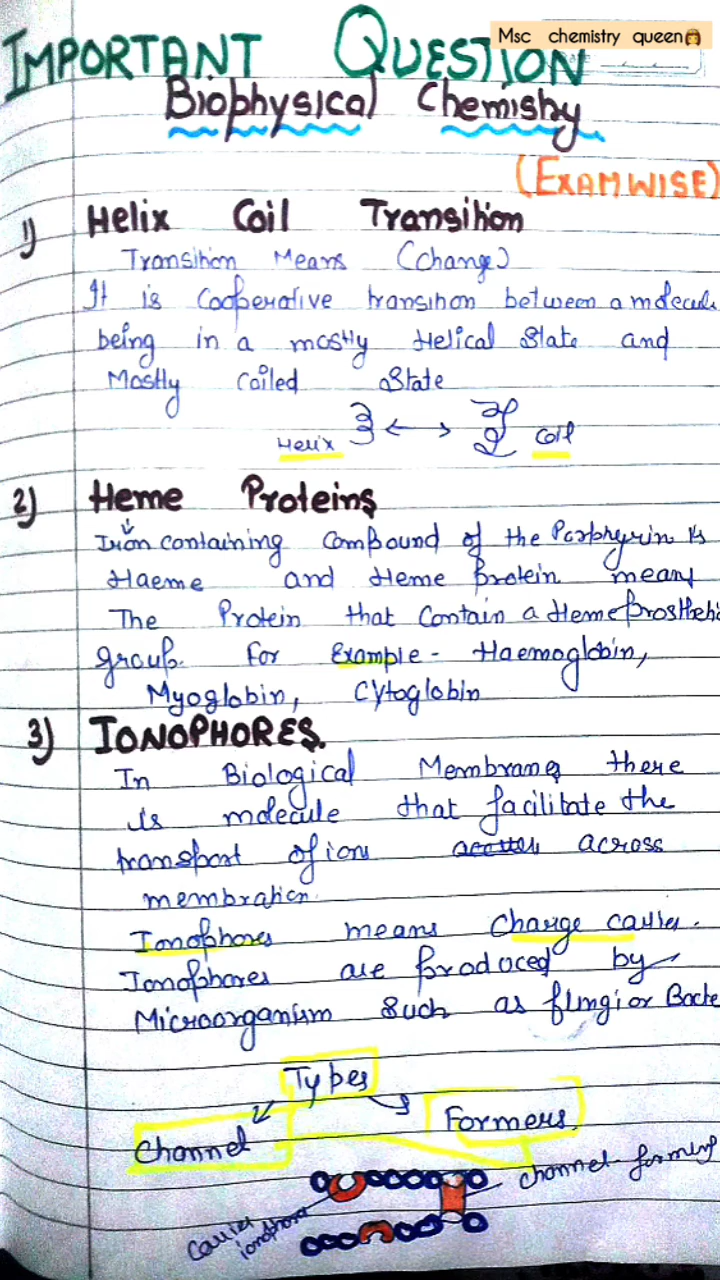 Msc chemistry queen
IMPORTANT QUESTION
Biophysical Chemistry
(EXAMWISE)
1) Helix Coil Transition
Transition Means (change)
It is Cooperative transition between a molecule
being in a mostly Helical State and
Mostly Coiled State
Helix ⟷ Coil
2) Heme Proteins
Iron containing Compound of the Porphyrin is
Haeme and Heme protein means
The Protein that Contain a Heme prosthetic
group. For Example - Haemoglobin,
Myoglobin, Cytoglobin
3) IONOPHORES.
In Biological Membrane there
is molecule that facilitate the
transport of ions across
membration.
Ionophores means Charge carrier.
Ionophores are produced by
Microorganism Such as fungi or Bacte
Types
Channel Formers
Carrier ionophore
channel-forming